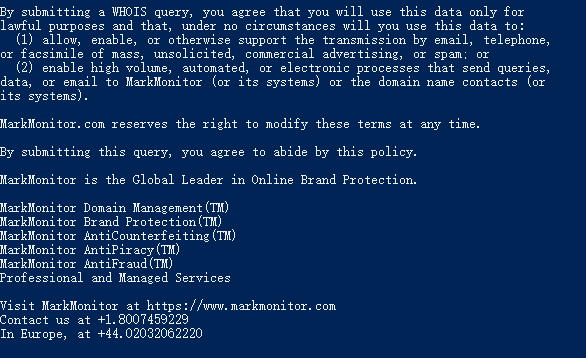 By submitting a WHOIS query, you agree that you will use this data only for
lawful purposes and that, under no circumstances will you use this data to:
  (1) allow, enable, or otherwise support the transmission by email, telephone,
or facsimile of mass, unsolicited, commercial advertising, or spam; or
  (2) enable high volume, automated, or electronic processes that send queries,
data, or email to MarkMonitor (or its systems) or the domain name contacts (or
its systems).

MarkMonitor.com reserves the right to modify these terms at any time.

By submitting this query, you agree to abide by this policy.

MarkMonitor is the Global Leader in Online Brand Protection.

MarkMonitor Domain Management(TM)
MarkMonitor Brand Protection(TM)
MarkMonitor AntiCounterfeiting(TM)
MarkMonitor AntiPiracy(TM)
MarkMonitor AntiFraud(TM)
Professional and Managed Services

Visit MarkMonitor at https://www.markmonitor.com
Contact us at +1.8007459229
In Europe, at +44.02032062220